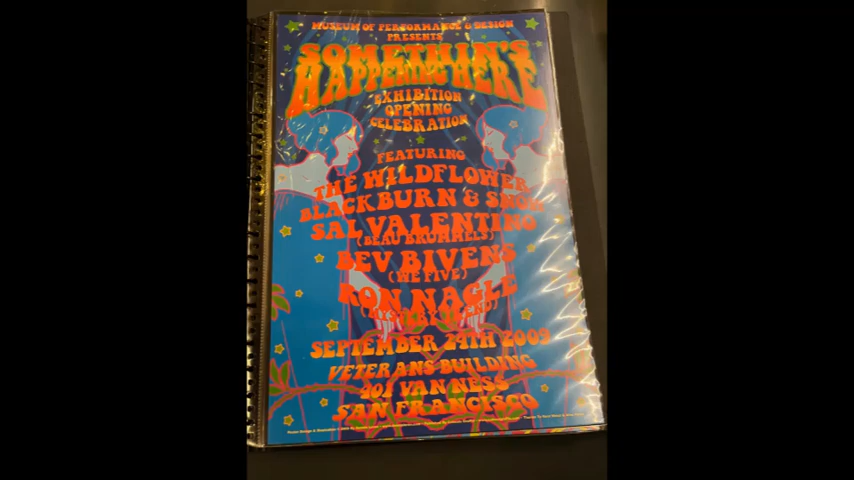 MUSEUM OF PERFORMANCE & DESIGN
PRESENTS
SOMETHIN'S
HAPPENING HERE
EXHIBITION
OPENING
CELEBRATION
FEATURING
THE WILDFLOWER
BLACKBURN & SNOW
SAL VALENTINO
(BEAU BRUMMELS)
BEV BIVENS
(WE FIVE)
RON NAGLE
SEPTEMBER 24TH 2009
VETERANS BUILDING
401 VAN NESS
SAN FRANCISCO